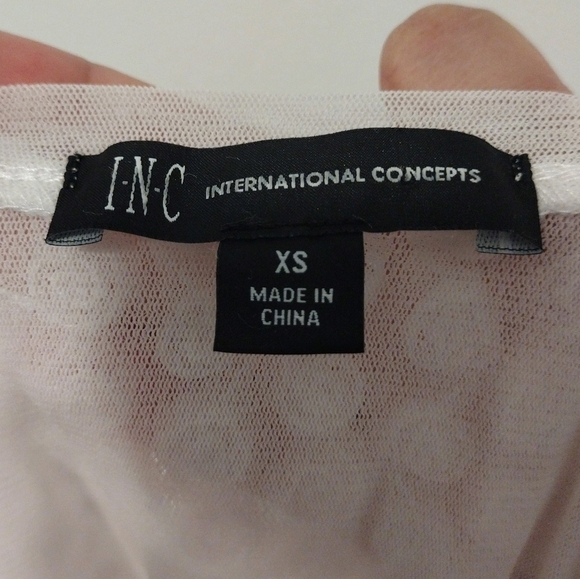 I·N·C INTERNATIONAL CONCEPTS
XS
MADE IN
CHINA